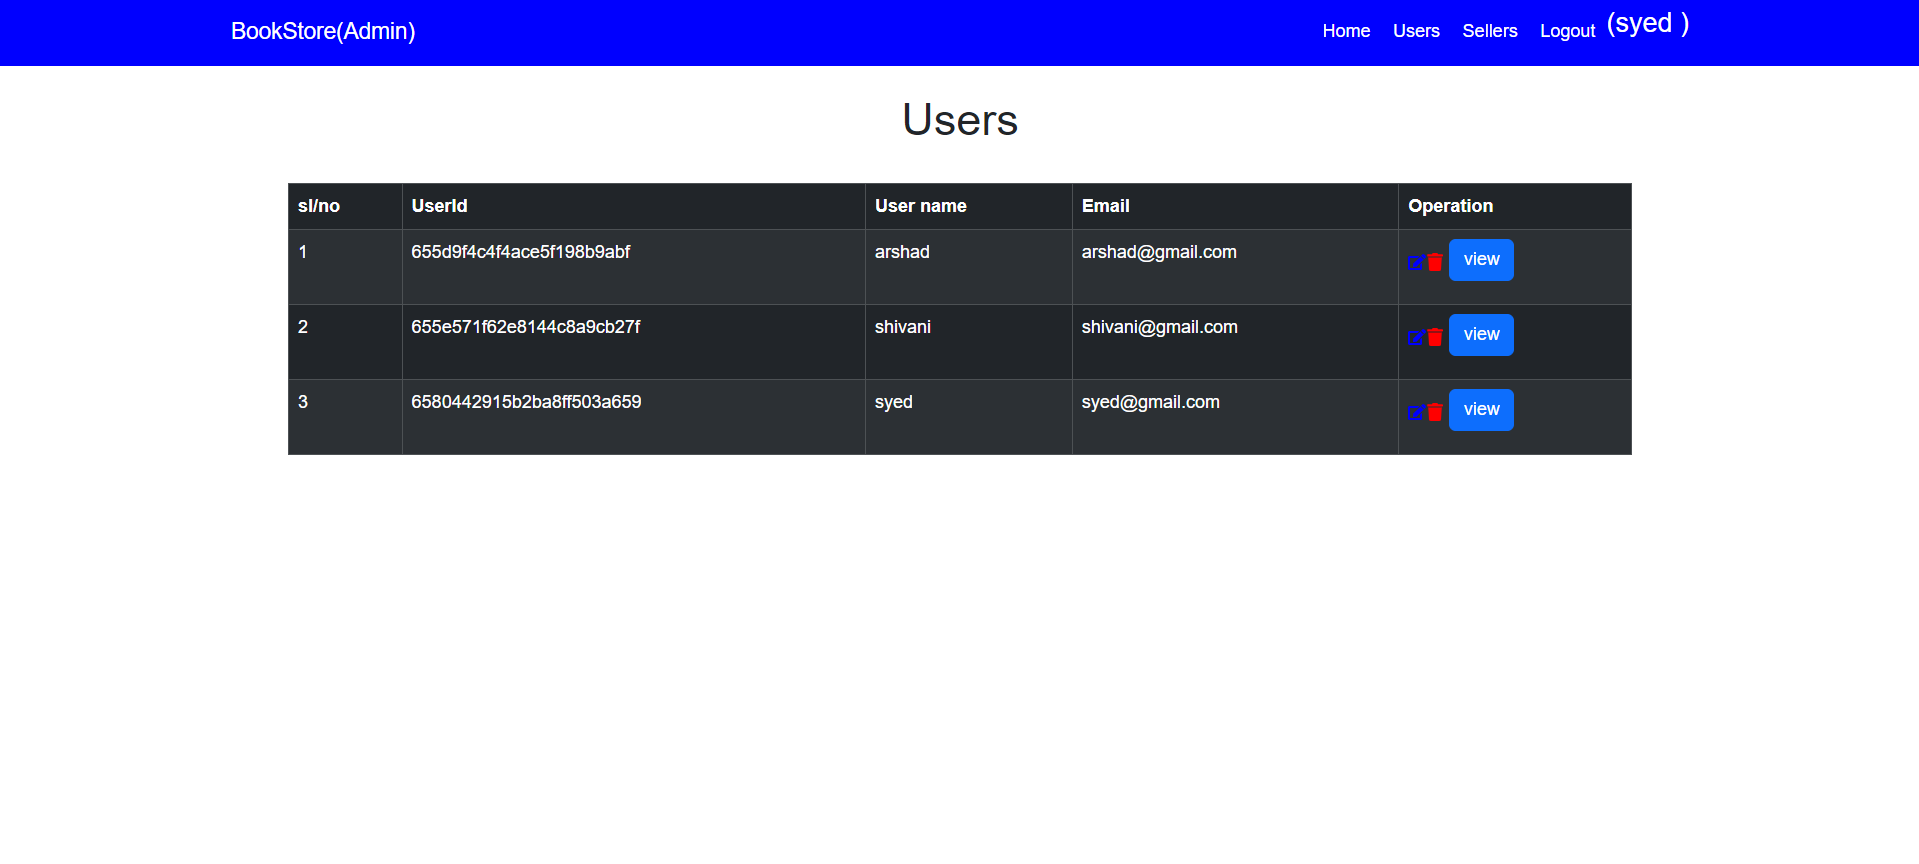 BookStore(Admin) Home Users Sellers Logout (syed )
Users
sl/no UserId User name Email Operation
1 655d9f4c4f4ace5f198b9abf arshad arshad@gmail.com view
2 655e571f62e8144c8a9cb27f shivani shivani@gmail.com view
3 6580442915b2ba8ff503a659 syed syed@gmail.com view